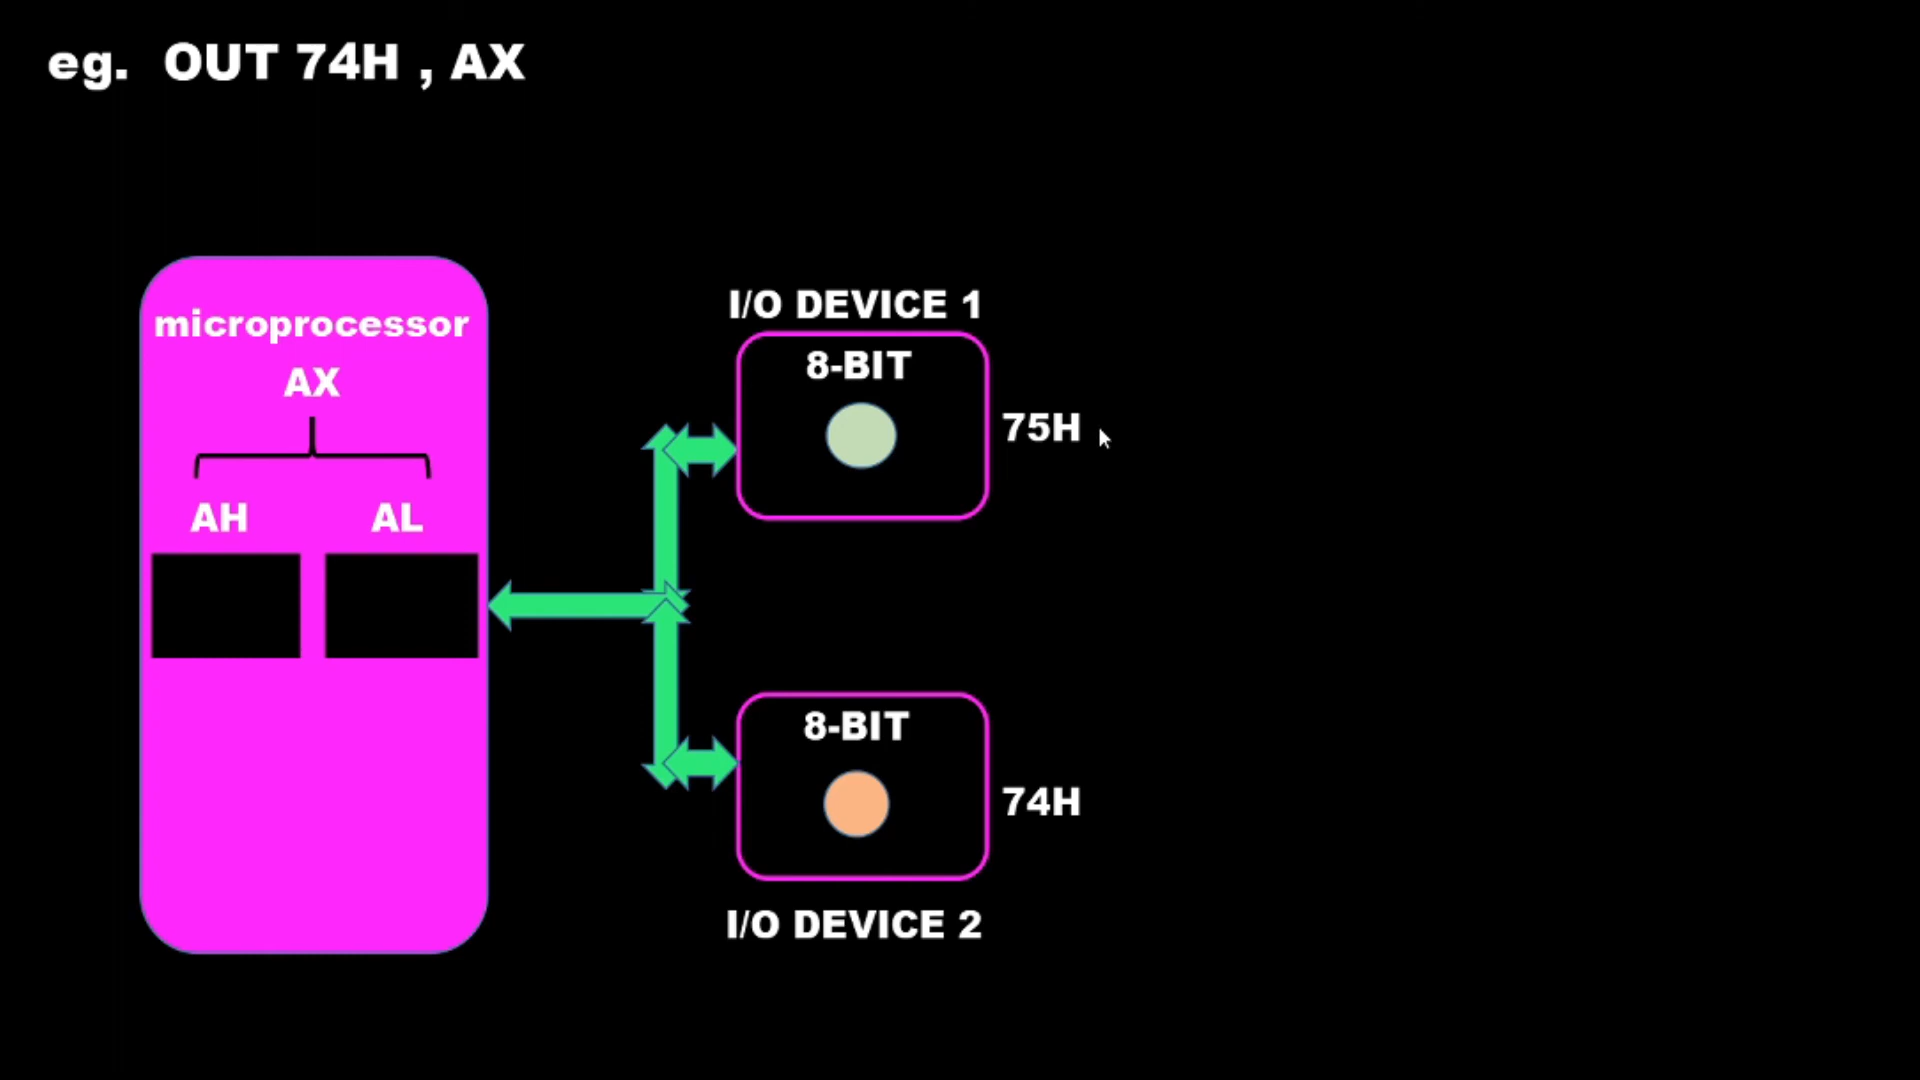 eg. OUT 74H , AX
microprocessor
AX
AH AL
I/O DEVICE 1
8-BIT
75H
8-BIT
74H
I/O DEVICE 2